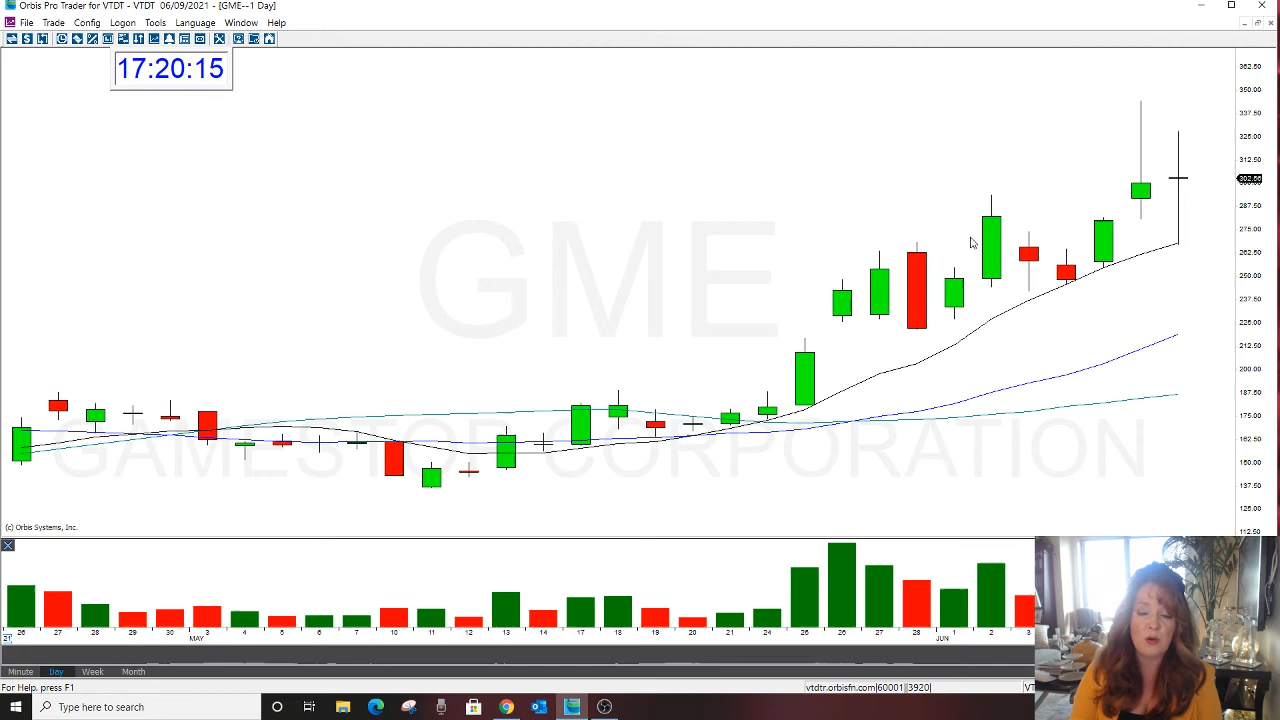 Orbis Pro Trader for VTDT - VTDT 06/09/2021 - [GME--1 Day]
File Trade Config Logon Tools Language Window Help
17:20:15
362.50
350.00
337.50
325.00
312.50
302.56
287.50
275.00
262.50
250.00
237.50
225.00
212.50
200.00
187.50
175.00
162.50
150.00
137.50
125.00
112.50
GME
GAMESTOP CORPORATION
(c) Orbis Systems, Inc.
26 27 28 29 30 3 4 5 6 7 10 11 12 13 14 17 18 19 20 21 24 25 26 27 28 1 2 3
MAY JUN
Minute Day Week Month
For Help, press F1
vtdtr.orbisfn.com|60001||3920|
Type here to search